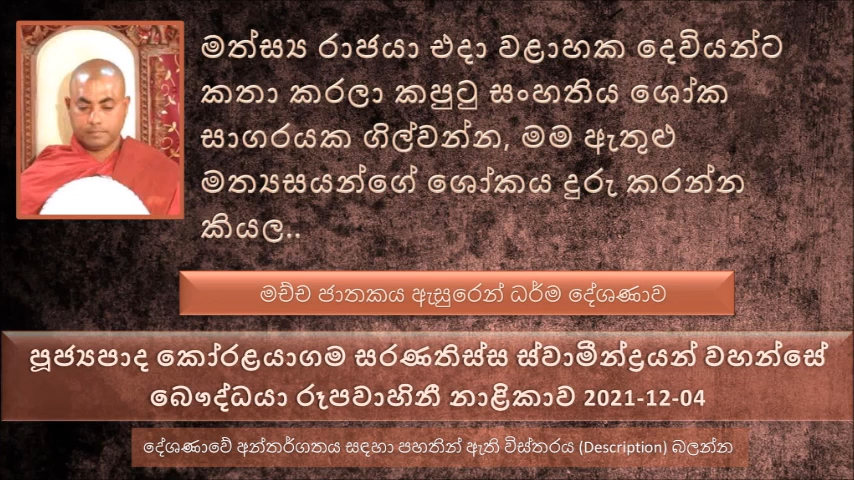 මත්ස්‍ය රාජයා එදා වළාහක දෙවියන්ට
කතා කරලා කපුටු සංහතිය ශෝක
සාගරයක ගිල්වන්න, මම ඇතුළු
මත්‍යසයන්ගේ ශෝකය දුරු කරන්න
කියල..
මච්ච ජාතකය ඇසුරෙන් ධර්ම දේශණාව
පූජ්‍යපාද කෝරළයාගම සරණතිස්ස ස්වාමීන්ද්‍රයන් වහන්සේ
බෞද්ධයා රූපවාහිනී නාළිකාව 2021-12-04
දේශණාවේ අන්තර්ගතය සඳහා පහතින් ඇති විස්තරය (Description) බලන්න